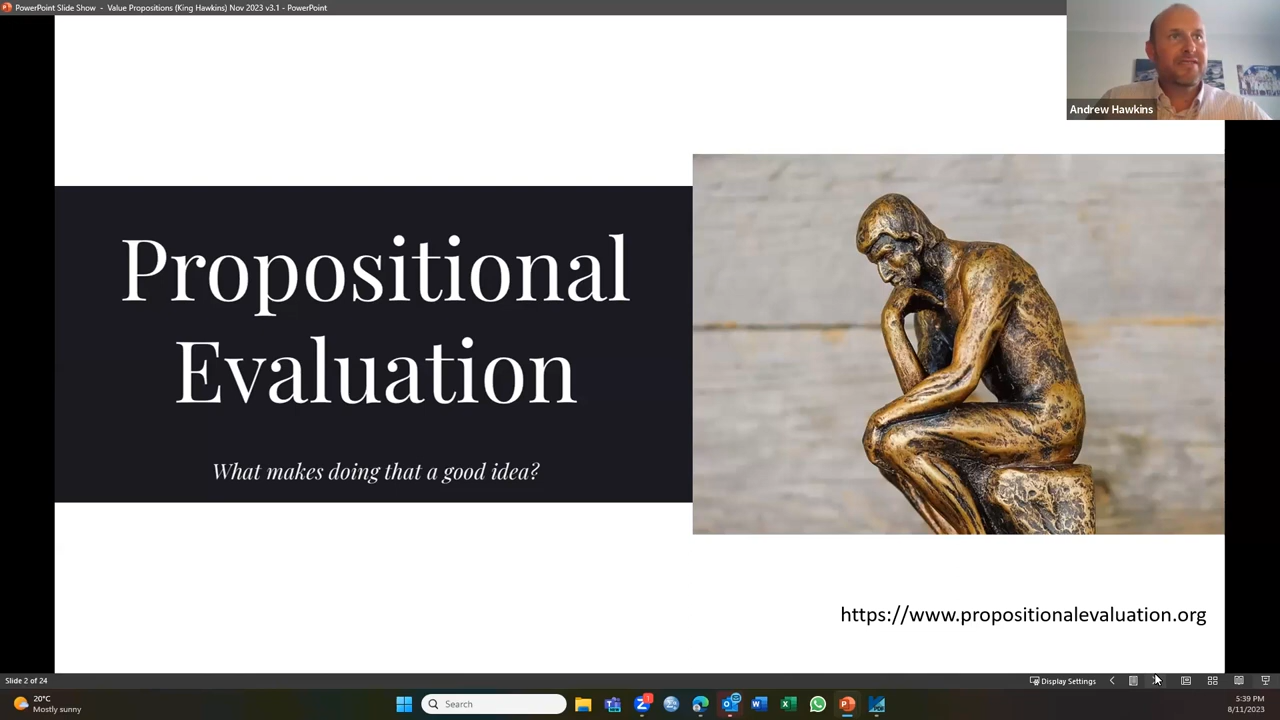 PowerPoint Slide Show - Value Propositions (King Hawkins) Nov 2023 v3.1 - PowerPoint
Andrew Hawkins
Propositional
Evaluation
What makes doing that a good idea?
https://www.propositionalevaluation.org
Slide 2 of 24
Display Settings
20°C
Mostly sunny
Search
1
5:39 PM
8/11/2023